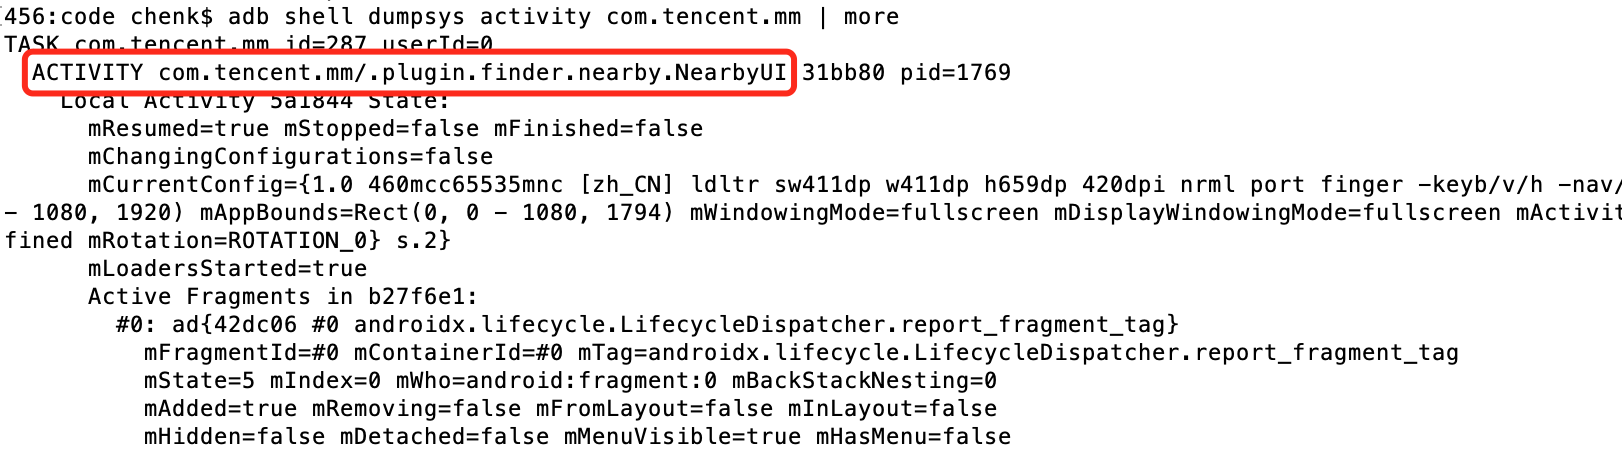 [456:code chenk$ adb shell dumpsys activity com.tencent.mm | more
TASK com.tencent.mm id=287 userId=0
ACTIVITY com.tencent.mm/.plugin.finder.nearby.NearbyUI 31bb80 pid=1769
Local Activity 5a1844 State:
mResumed=true mStopped=false mFinished=false
mChangingConfigurations=false
mCurrentConfig={1.0 460mcc65535mnc [zh_CN] ldltr sw411dp w411dp h659dp 420dpi nrml port finger -keyb/v/h -nav/
- 1080, 1920) mAppBounds=Rect(0, 0 - 1080, 1794) mWindowingMode=fullscreen mDisplayWindowingMode=fullscreen mActivit
fined mRotation=ROTATION_0} s.2}
mLoadersStarted=true
Active Fragments in b27f6e1:
#0: ad{42dc06 #0 androidx.lifecycle.LifecycleDispatcher.report_fragment_tag}
mFragmentId=#0 mContainerId=#0 mTag=androidx.lifecycle.LifecycleDispatcher.report_fragment_tag
mState=5 mIndex=0 mWho=android:fragment:0 mBackStackNesting=0
mAdded=true mRemoving=false mFromLayout=false mInLayout=false
mHidden=false mDetached=false mMenuVisible=true mHasMenu=false